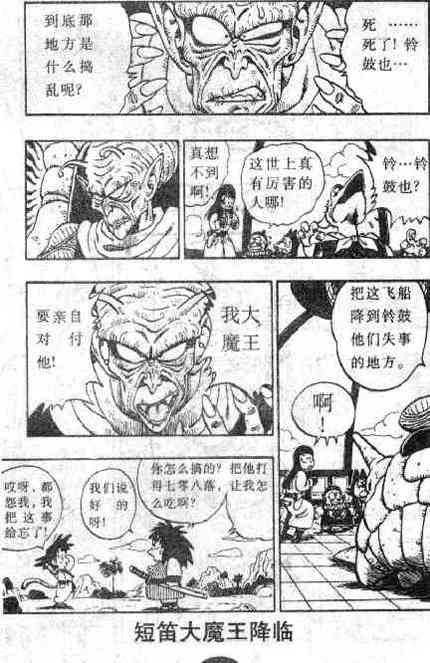 死……
死了！铃
鼓也…
到底那
地方是
什么搞
乱呢？
铃…铃
鼓也？
这世上真
有厉害的
人哪！
真想
不到
啊！
把这飞船
降到铃鼓
他们失事
的地方。
啊
！
我大
魔王
要亲自
对付
他！
你怎么搞的？把他打
得七零八落，让我怎
么吃啊？
我们说
好的
呀！
哎呀，都
怨我，我
把这事
给忘了！
短笛大魔王降临